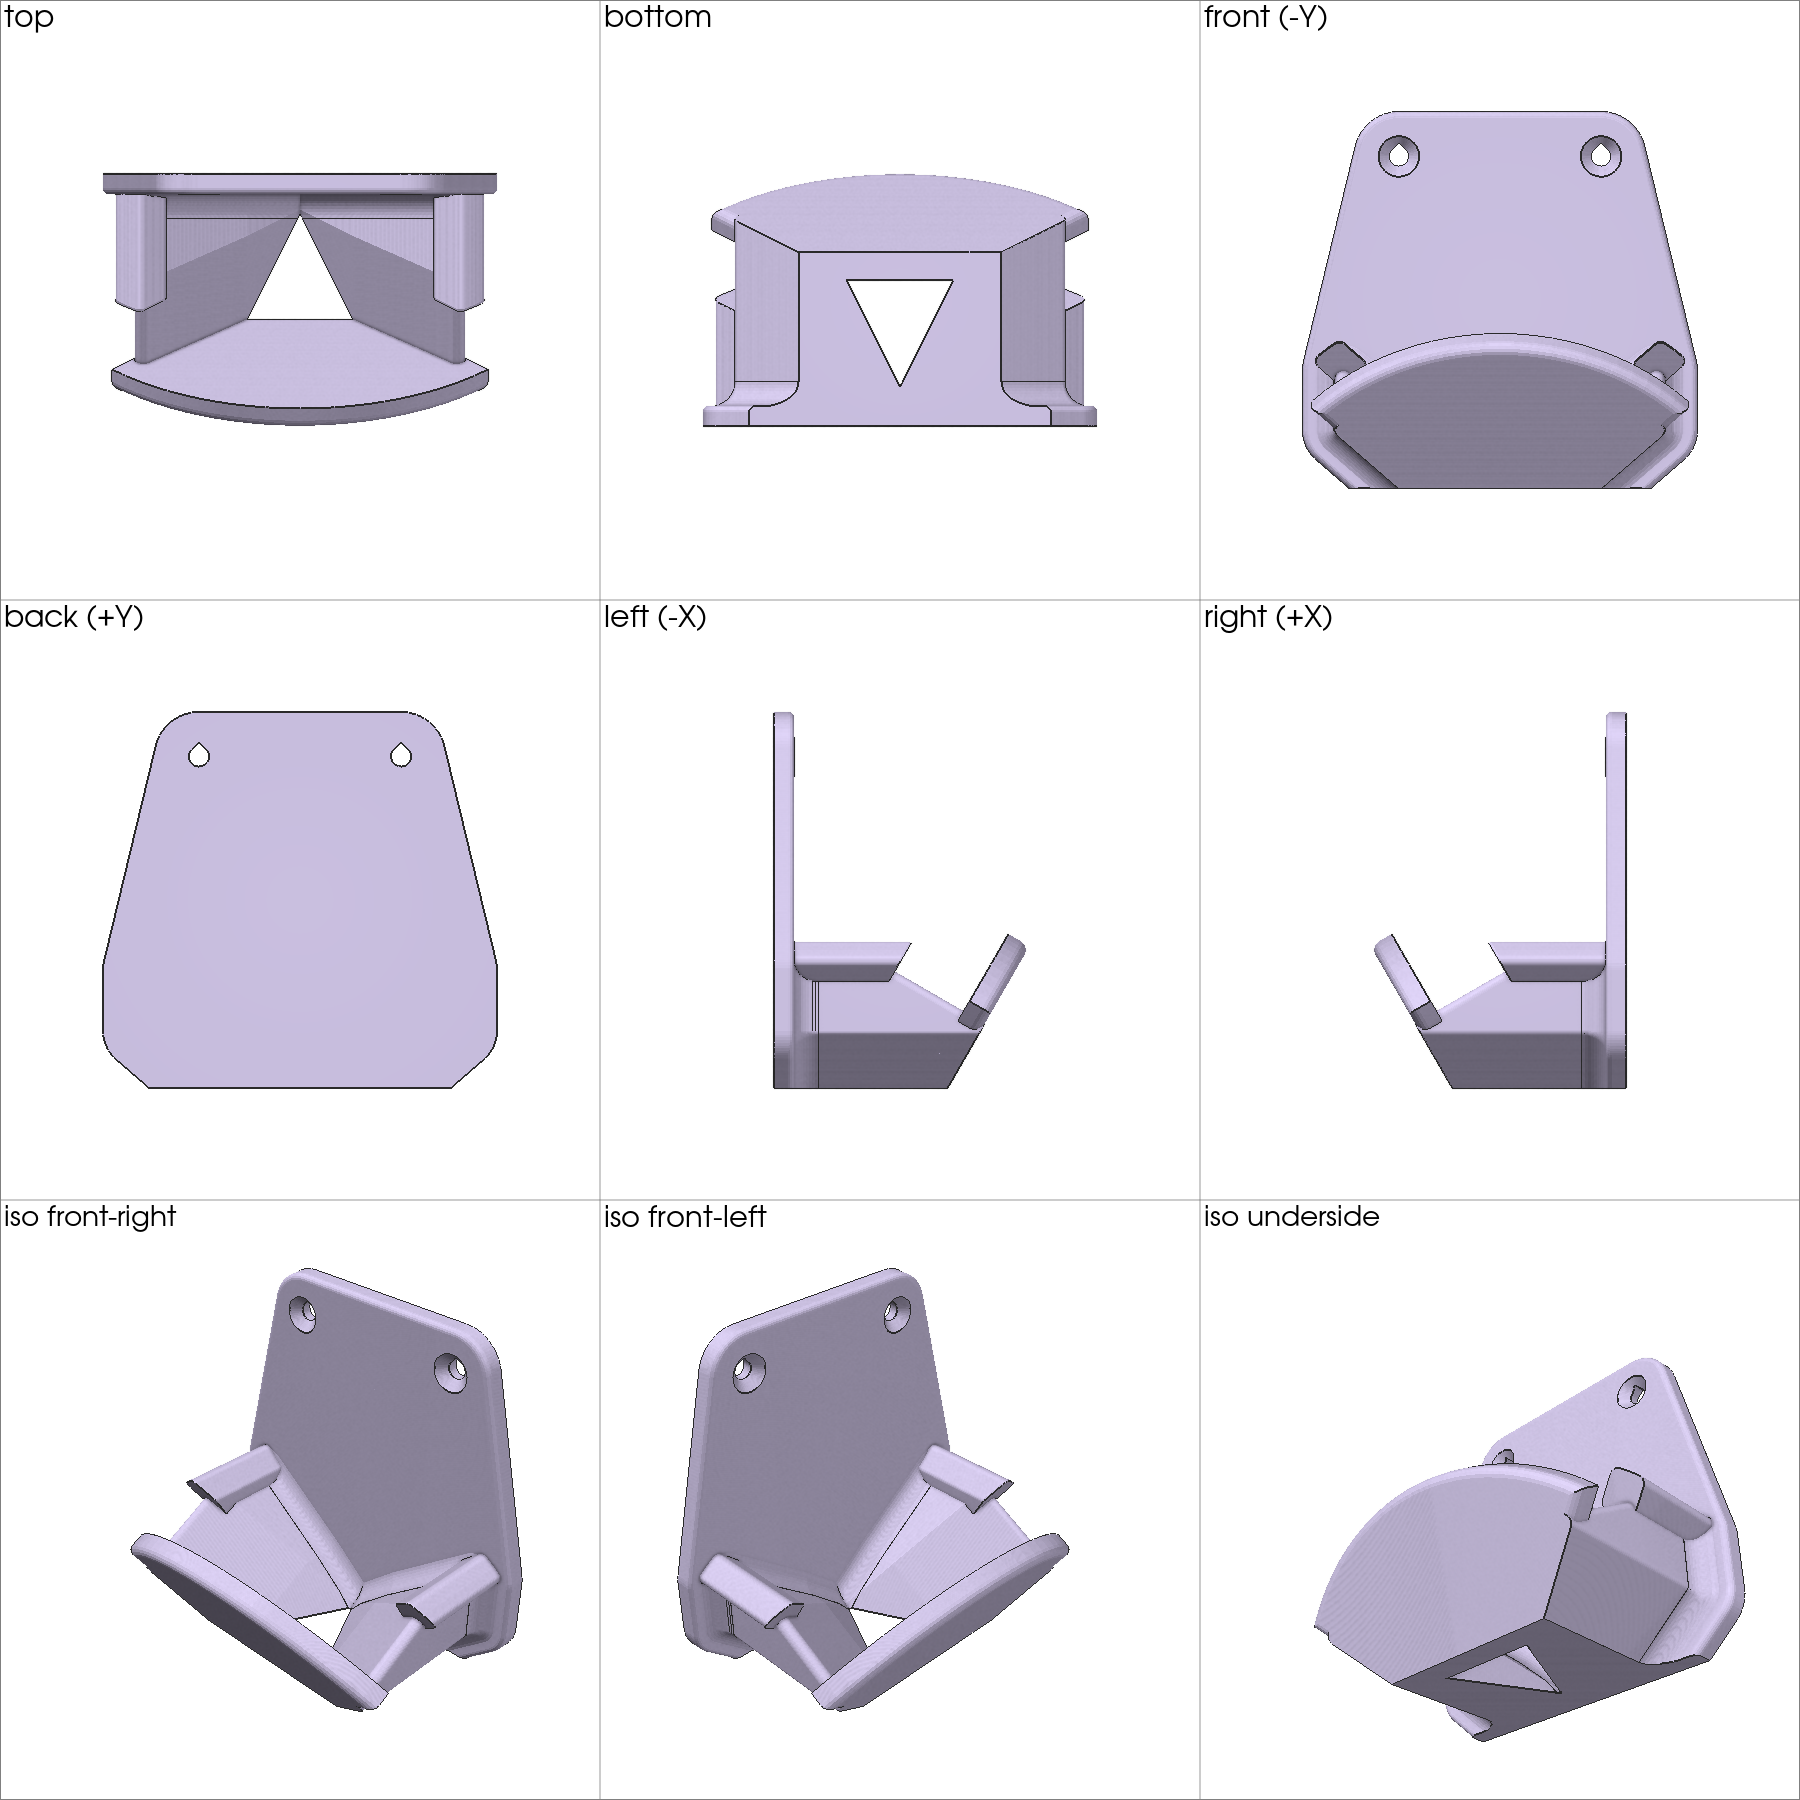 top
bottom
front (-Y)
back (+Y)
left (-X)
right (+X)
iso front-right
iso front-left
iso underside